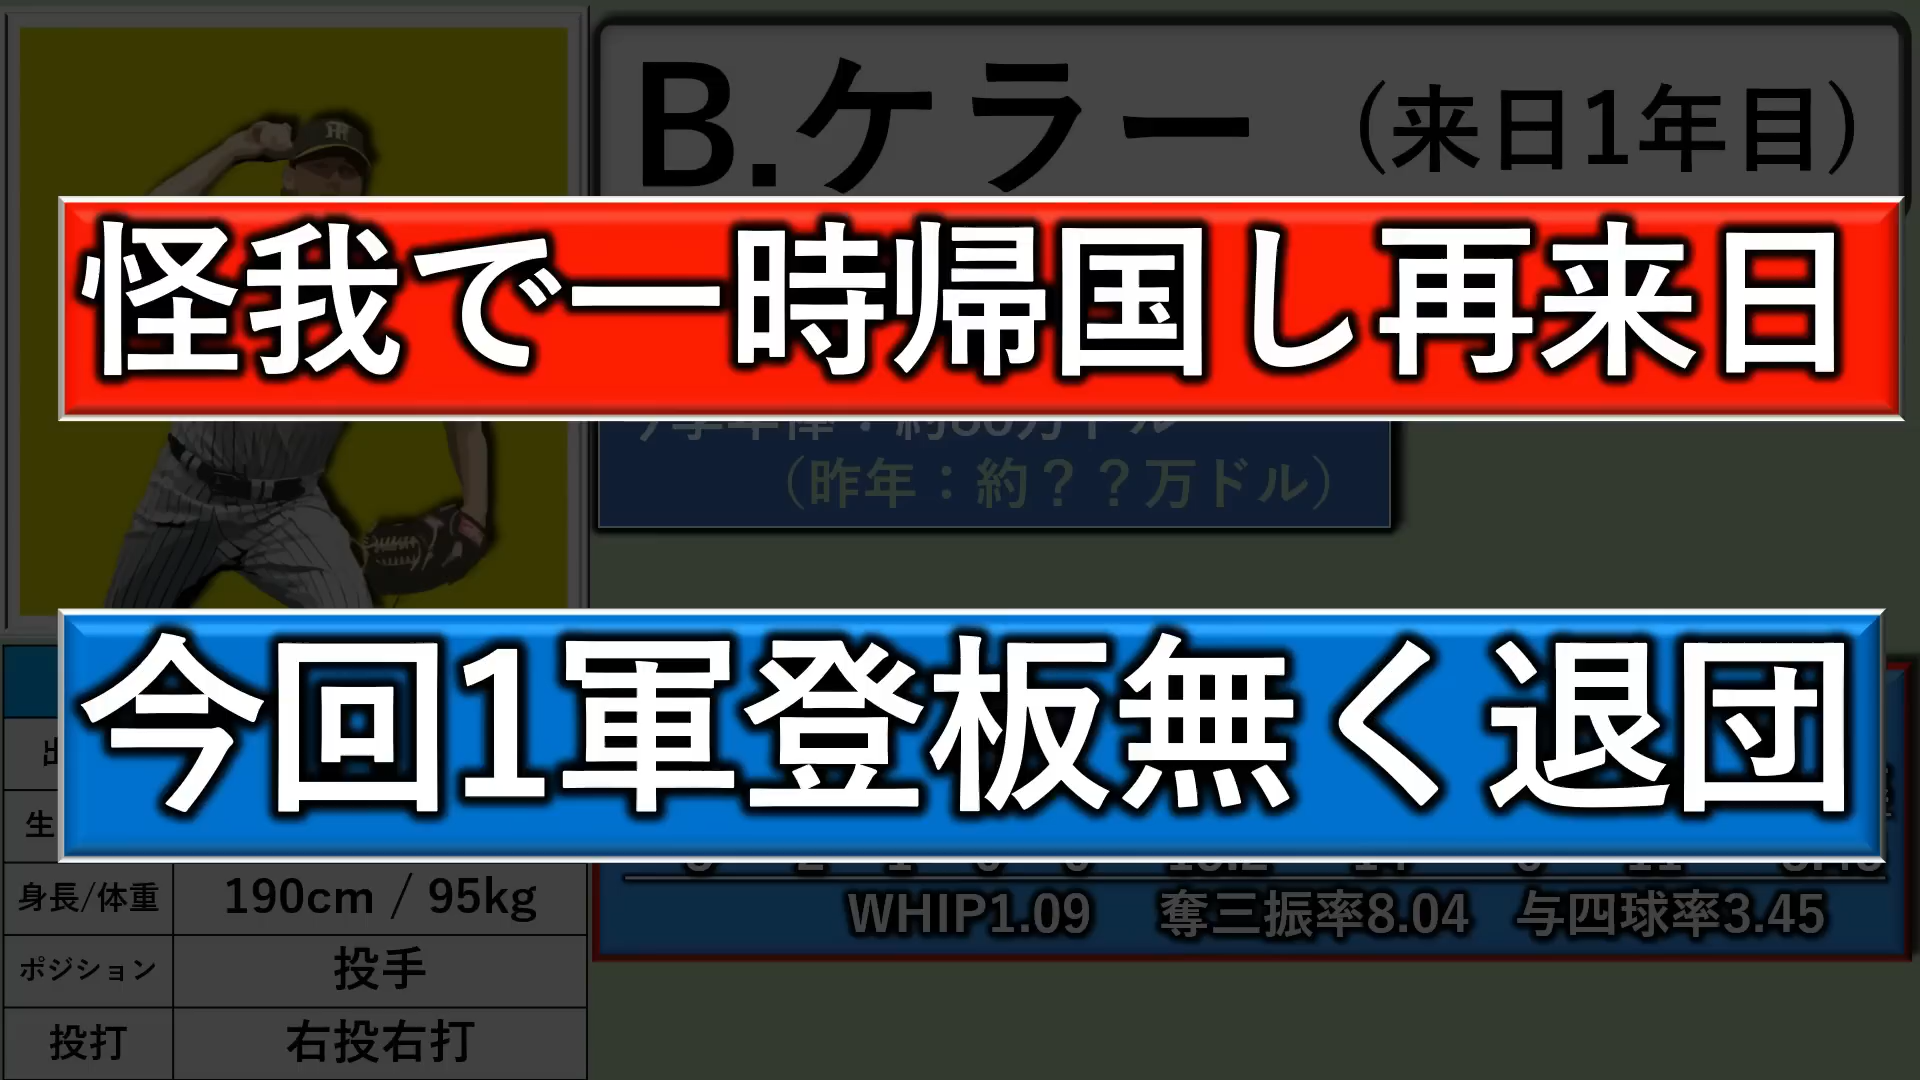 B.ケラー (来日1年目)
怪我で一時帰国し再来日
(昨年：約？？万ドル)
今回1軍登板無く退団
WHIP1.09 奪三振率8.04 与四球率3.45
身長/体重 190cm / 95kg
ポジション 投手
投打 右投右打